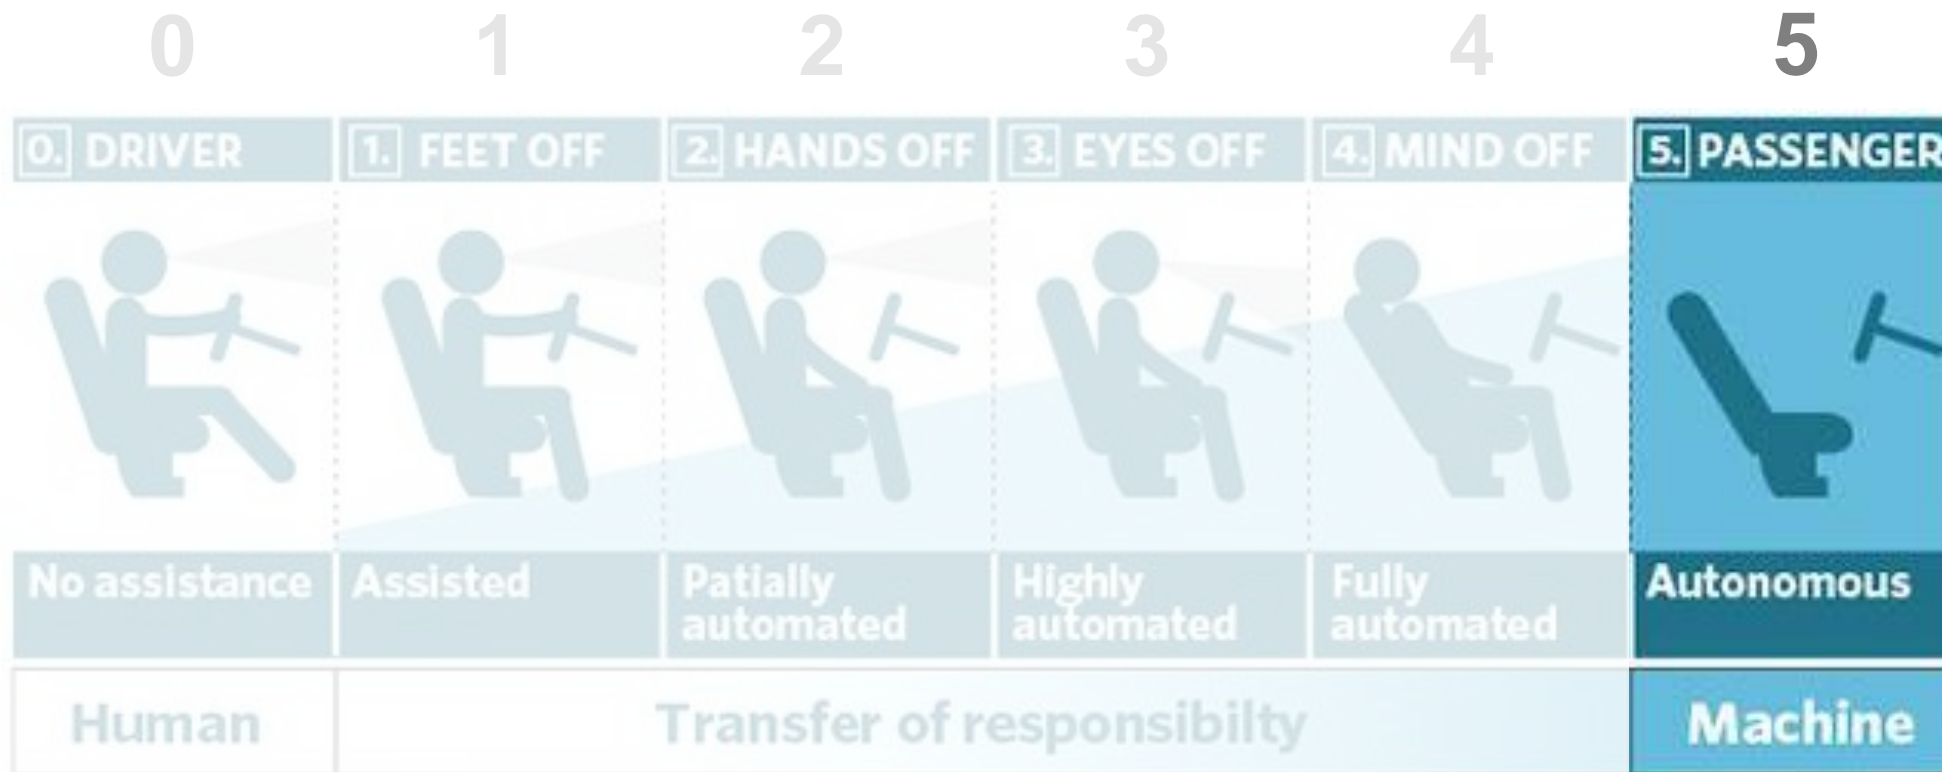 0 1 2 3 4 5
0. DRIVER 1. FEET OFF 2. HANDS OFF 3. EYES OFF 4. MIND OFF 5. PASSENGER
No assistance Assisted Patially automated Highly automated Fully automated Autonomous
Human Transfer of responsibilty Machine